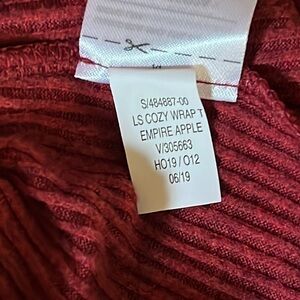 S/484887-00
LS COZY WRAP T
EMPIRE APPLE
V/305663
HO19 / O12
06/19